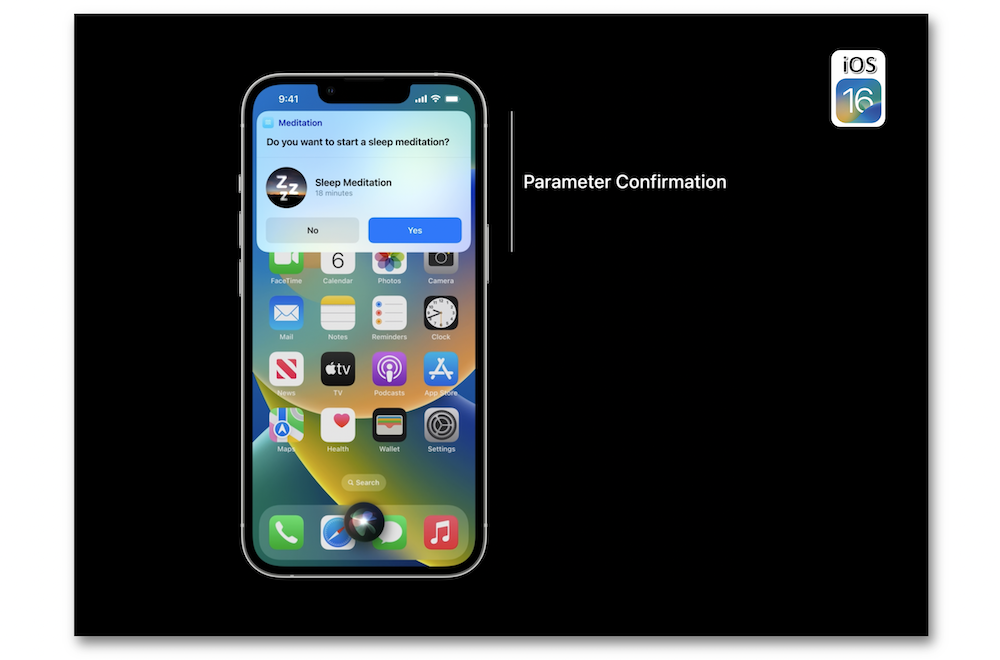 iOS
16
9:41
Meditation
Do you want to start a sleep meditation?
Z Z Z
Sleep Meditation
18 minutes
No
Yes
Parameter Confirmation
6
FaceTime
Calendar
Photos
Camera
Mail
Notes
Reminders
Clock
tv
News
TV
Podcasts
App Store
Maps
Health
Wallet
Settings
Search